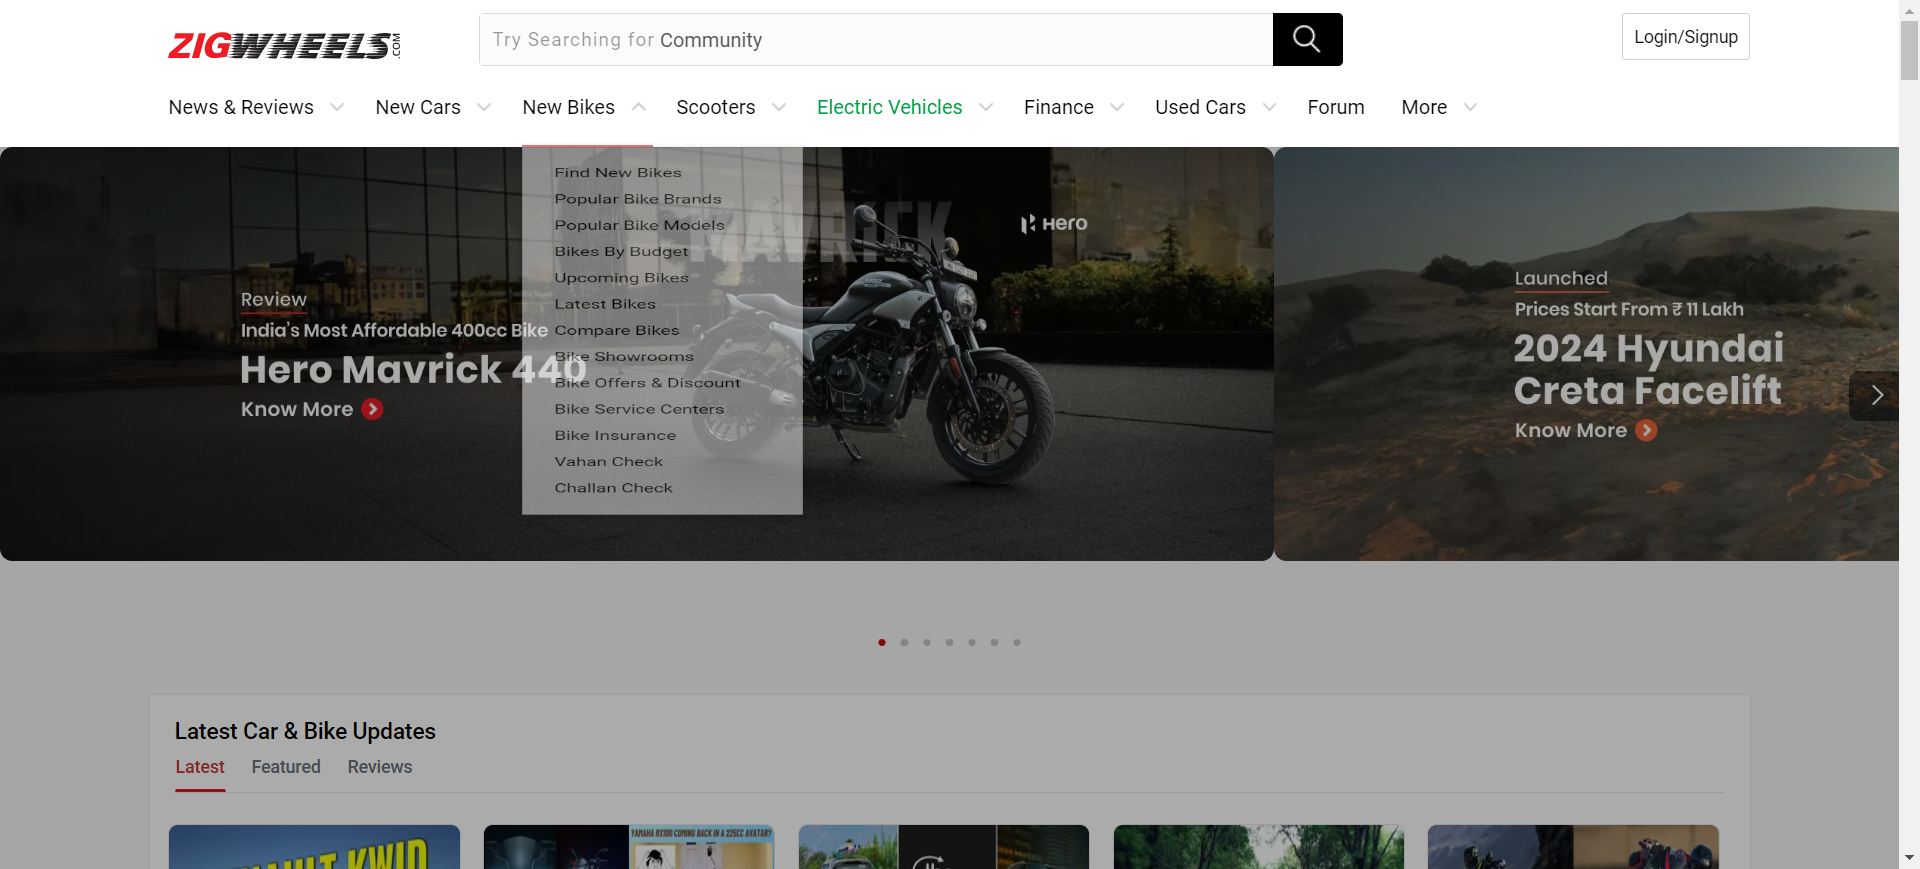 ZIGWHEELS.COM
Try Searching for Community
Login/Signup
News & Reviews
New Cars
New Bikes
Scooters
Electric Vehicles
Finance
Used Cars
Forum
More
Find New Bikes
Popular Bike Brands
Popular Bike Models
Bikes By Budget
Upcoming Bikes
Latest Bikes
Compare Bikes
Bike Showrooms
Bike Offers & Discount
Bike Service Centers
Bike Insurance
Vahan Check
Challan Check
MAVRICK
Hero
Review
India's Most Affordable 400cc Bike
Hero Mavrick 440
Know More
Launched
Prices Start From ₹ 11 Lakh
2024 Hyundai
Creta Facelift
Know More
Latest Car & Bike Updates
Latest
Featured
Reviews
YAMAHA RX100 COMING BACK IN A 225CC AVATAR?
KWID